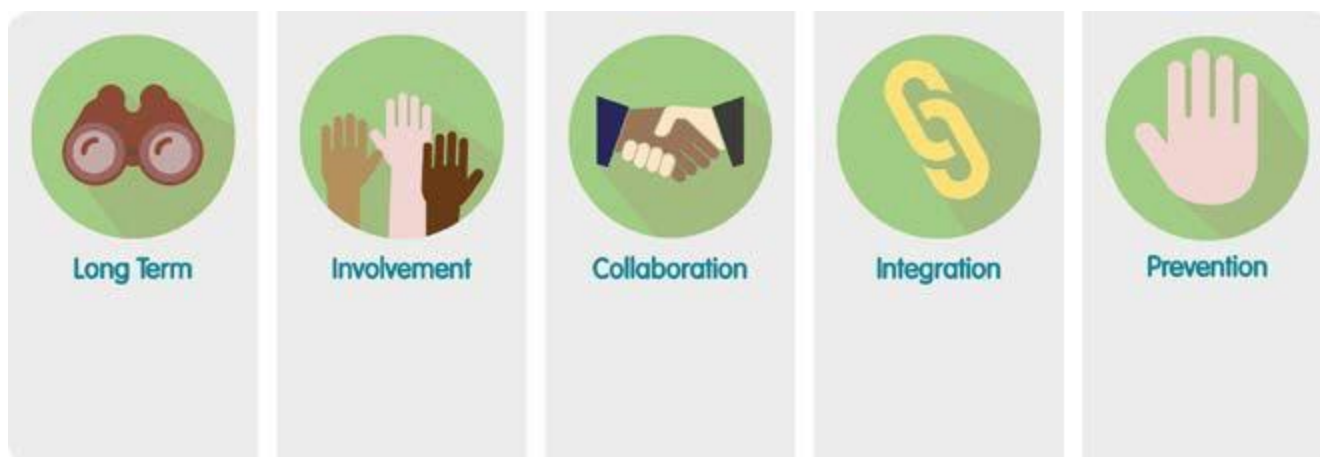 Long Term
Involvement
Collaboration
Integration
Prevention